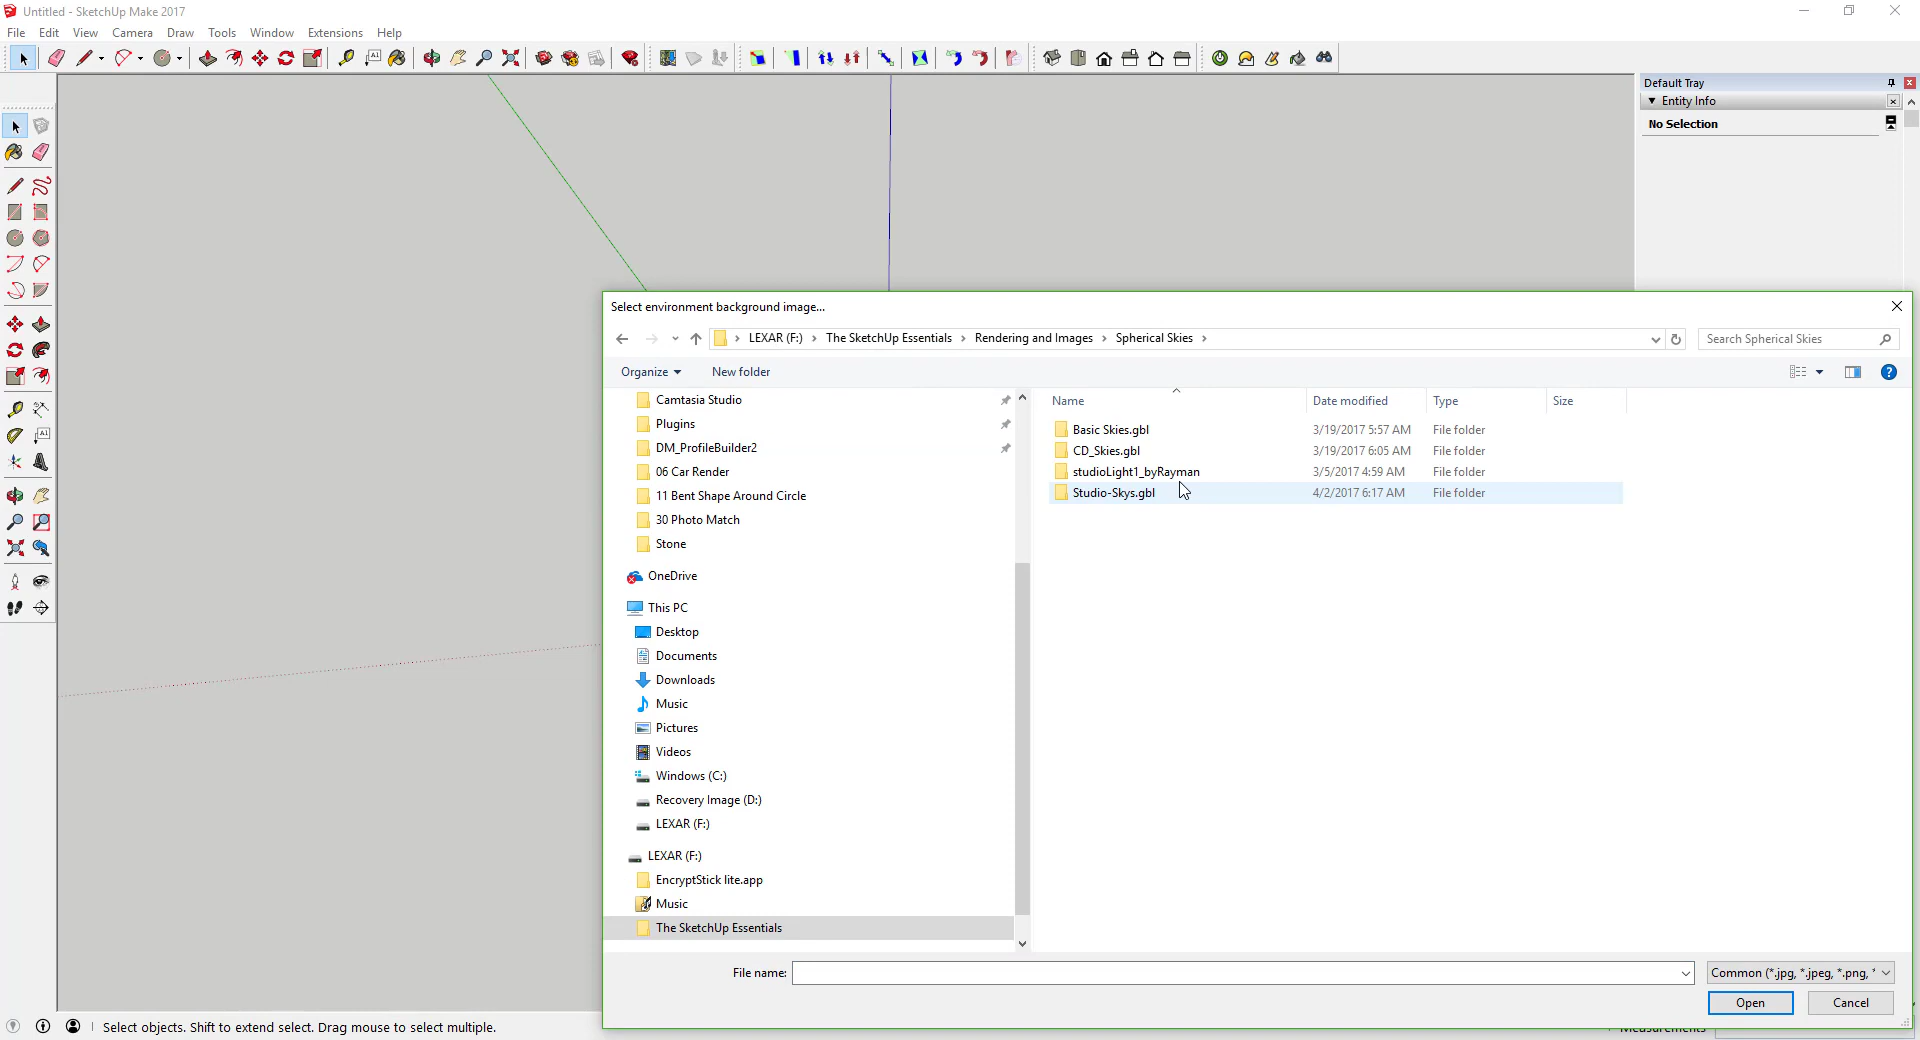 Untitled - SketchUp Make 2017
File Edit View Camera Draw Tools Window Extensions Help
Default Tray
Entity Info
No Selection
Select environment background image...
LEXAR (F:) > The SketchUp Essentials > Rendering and Images > Spherical Skies >
Search Spherical Skies
Organize
New folder
Camtasia Studio
Plugins
DM_ProfileBuilder2
06 Car Render
11 Bent Shape Around Circle
30 Photo Match
Stone
OneDrive
This PC
Desktop
Documents
Downloads
Music
Pictures
Videos
Windows (C:)
Recovery Image (D:)
LEXAR (F:)
LEXAR (F:)
EncryptStick lite.app
Music
The SketchUp Essentials
Name Date modified Type Size
Basic Skies.gbl 3/19/2017 5:57 AM File folder
CD_Skies.gbl 3/19/2017 6:05 AM File folder
studioLight1_byRayman 3/5/2017 4:59 AM File folder
Studio-Skys.gbl 4/2/2017 6:17 AM File folder
File name:
Common (*.jpg, *.jpeg, *.png, *
Open
Cancel
Select objects. Shift to extend select. Drag mouse to select multiple.
Measurements